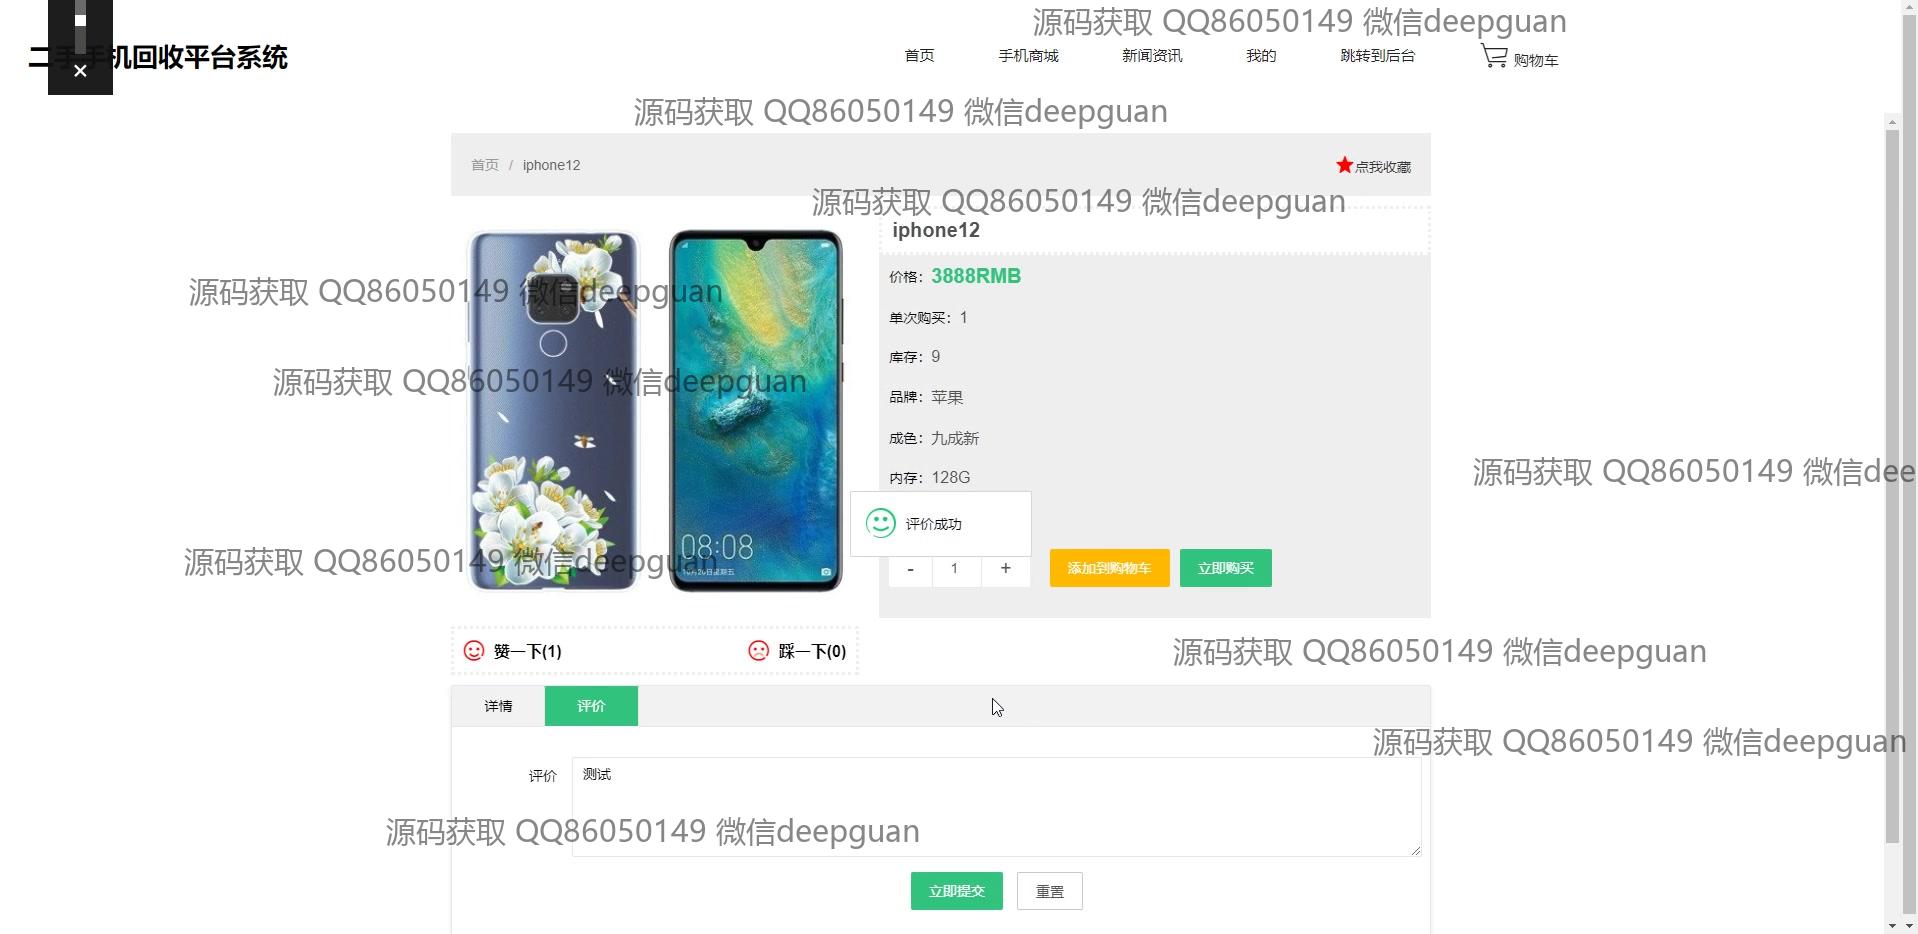 源码获取 QQ86050149 微信deepguan
二手手机回收平台系统
首页 手机商城 新闻资讯 我的 跳转到后台 购物车
源码获取 QQ86050149 微信deepguan
首页 / iphone12
点我收藏
源码获取 QQ86050149 微信deepguan
iphone12
价格：3888RMB
源码获取 QQ86050149 微信deepguan
单次购买：1
库存：9
源码获取 QQ86050149 微信deepguan
品牌：苹果
成色：九成新
源码获取 QQ86050149 微信dee
内存：128G
评价成功
08:08
10月26日星期五
源码获取 QQ86050149 微信deepguan
- 1 + 添加到购物车 立即购买
赞一下(1) 踩一下(0)
源码获取 QQ86050149 微信deepguan
详情 评价
源码获取 QQ86050149 微信deepguan
评价 测试
源码获取 QQ86050149 微信deepguan
立即提交 重置